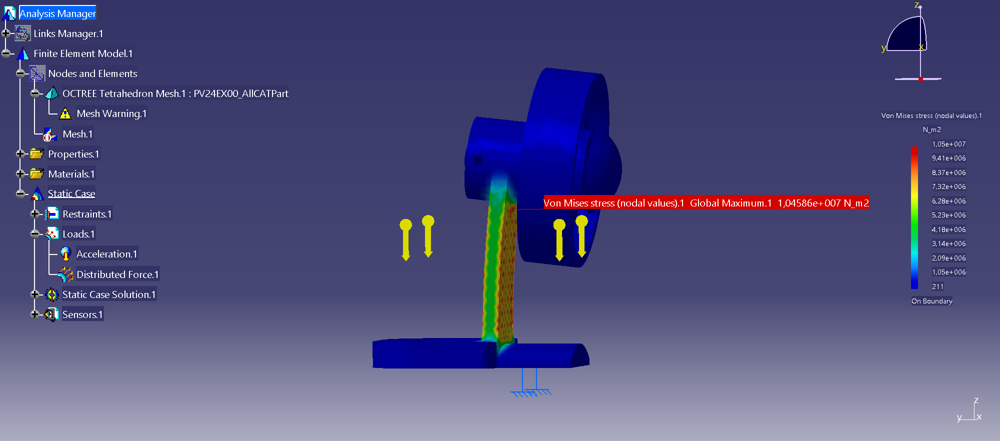 Analysis Manager
Links Manager.1
Finite Element Model.1
Nodes and Elements
OCTREE Tetrahedron Mesh.1 : PV24EX00_AllCATPart
Mesh Warning.1
Mesh.1
Properties.1
Materials.1
Static Case
Restraints.1
Loads.1
Acceleration.1
Distributed Force.1
Static Case Solution.1
Sensors.1
Von Mises stress (nodal values).1 Global Maximum.1 1,04586e+007 N_m2
z
y
x
Von Mises stress (nodal values).1
N_m2
1,05e+007
9,41e+006
8,37e+006
7,32e+006
6,28e+006
5,23e+006
4,18e+006
3,14e+006
2,09e+006
1,05e+006
211
On Boundary
z
y
x